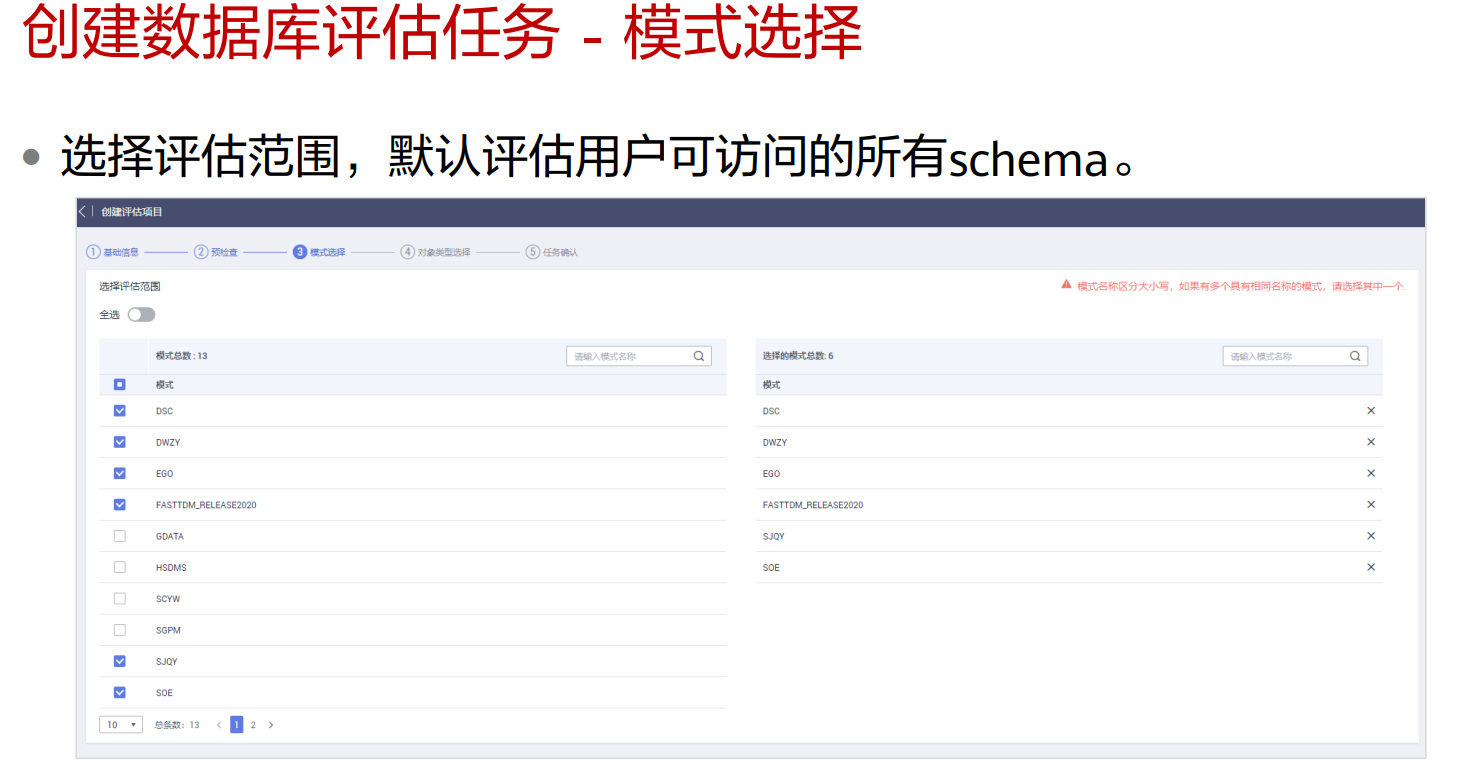 创建数据库评估任务 - 模式选择
• 选择评估范围，默认评估用户可访问的所有schema。
创建评估项目
1 基础信息 2 预检查 3 模式选择 4 对象类型选择 5 任务确认
选择评估范围
模式名称区分大小写，如果有多个具有相同名称的模式，请选择其中一个.
全选
模式总数 : 13 请输入模式名称
选择的模式总数: 6 请输入模式名称
模式
模式
DSC
DSC
DWZY
DWZY
EGO
EGO
FASTTDM_RELEASE2020
FASTTDM_RELEASE2020
GDATA
SJQY
HSDMS
SOE
SCYW
SGPM
SJQY
SOE
10 总条数: 13 < 1 2 >